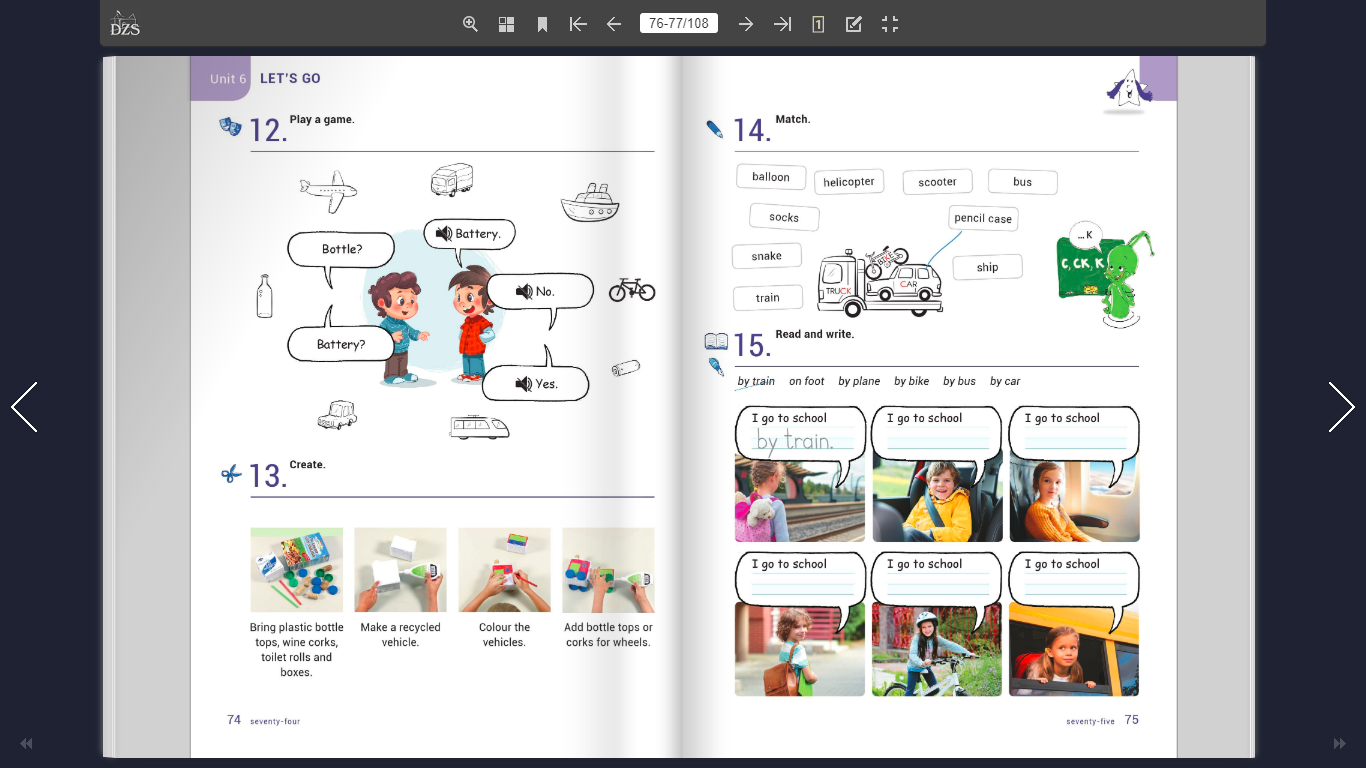 DZS
76-77/108
1
Unit 6 LET'S GO
12. Play a game.
Bottle?
Battery.
No.
Battery?
Yes.
13. Create.
Bring plastic bottle
tops, wine corks,
toilet rolls and
boxes.
Make a recycled
vehicle.
Colour the
vehicles.
Add bottle tops or
corks for wheels.
74 seventy-four
14. Match.
balloon
helicopter
scooter
bus
socks
pencil case
snake
ship
train
BIKE
TRUCK
CAR
...K
C, CK, K
15. Read and write.
by train on foot by plane by bike by bus by car
I go to school
by train.
I go to school
I go to school
I go to school
I go to school
I go to school
seventy-five 75